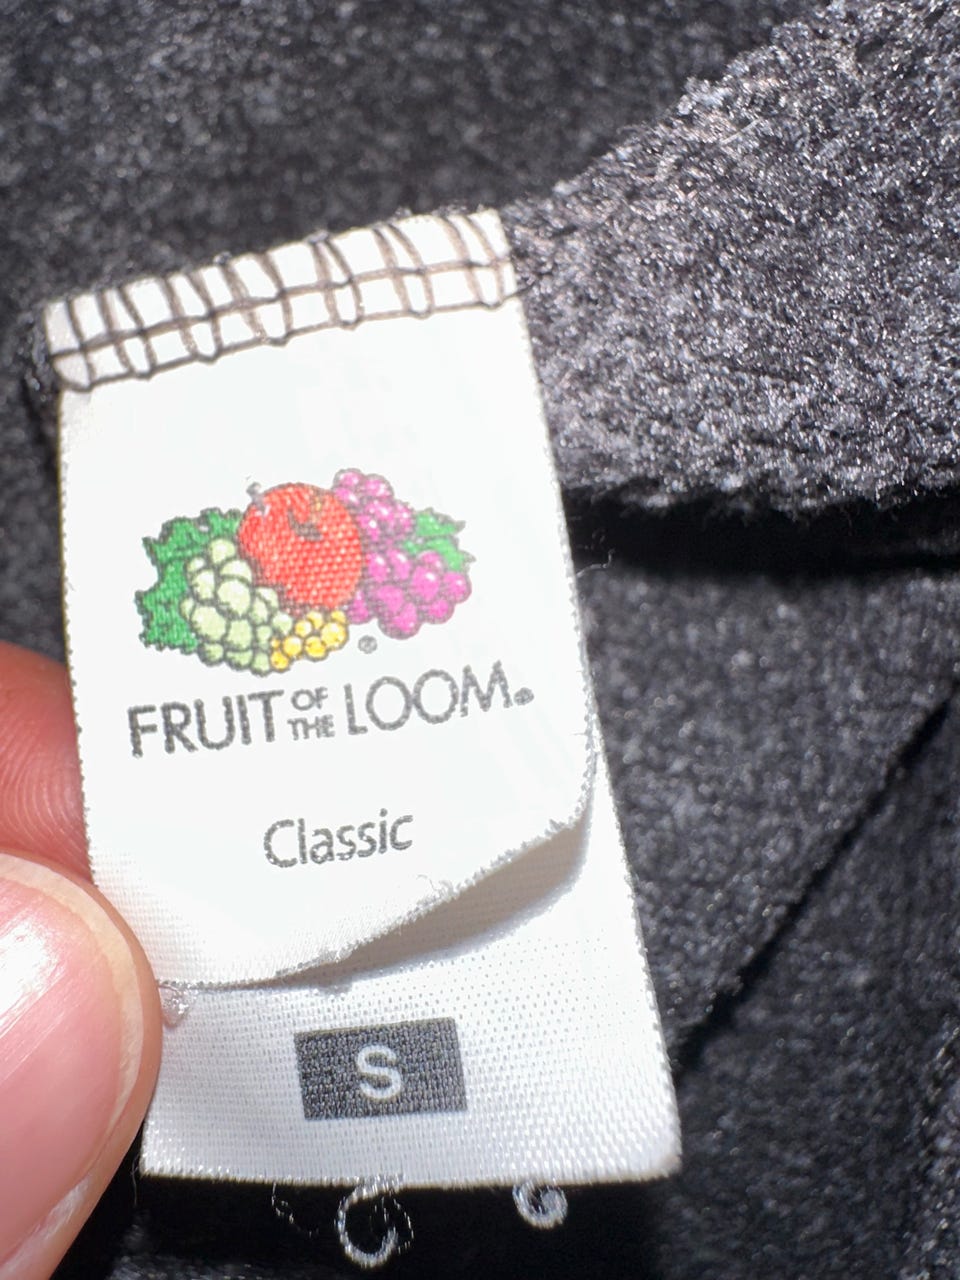 ®
FRUIT OF THE LOOM®
Classic
S